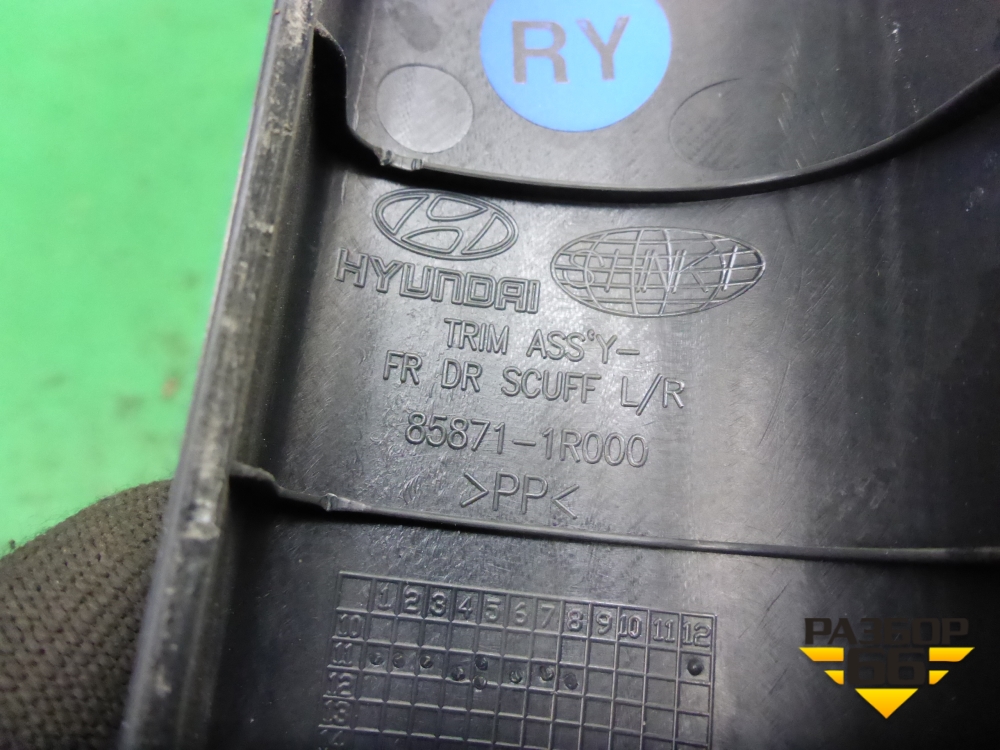 RY
HYUNDAI
TRIM ASS'Y-
FR DR SCUFF L/R
85871-1R000
>PP<
1 2 3 4 5 6 7 8 9 10 11 12
10
11
12
13
РАЗБОР
66